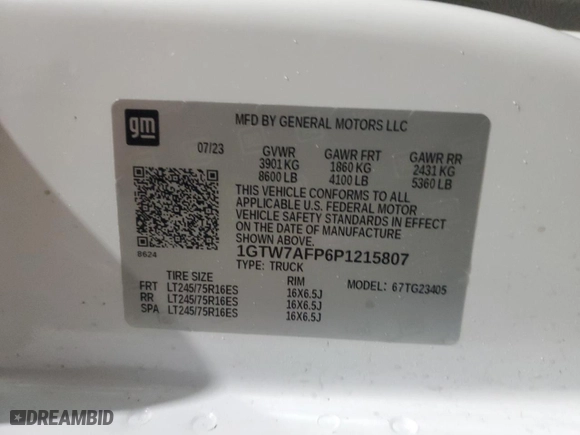 gm
MFD BY GENERAL MOTORS LLC
07/23 GVWR GAWR FRT GAWR RR
3901 KG 1860 KG 2431 KG
8600 LB 4100 LB 5360 LB
THIS VEHICLE CONFORMS TO ALL
APPLICABLE U.S. FEDERAL MOTOR
VEHICLE SAFETY STANDARDS IN EFFECT
ON THE DATE OF MANUFACTURE
SHOWN ABOVE.
8624
1GTW7AFP6P1215807
TYPE: TRUCK
TIRE SIZE RIM MODEL: 67TG23405
FRT LT245/75R16ES 16X6.5J
RR LT245/75R16ES 16X6.5J
SPA LT245/75R16ES 16X6.5J
DREAMBID